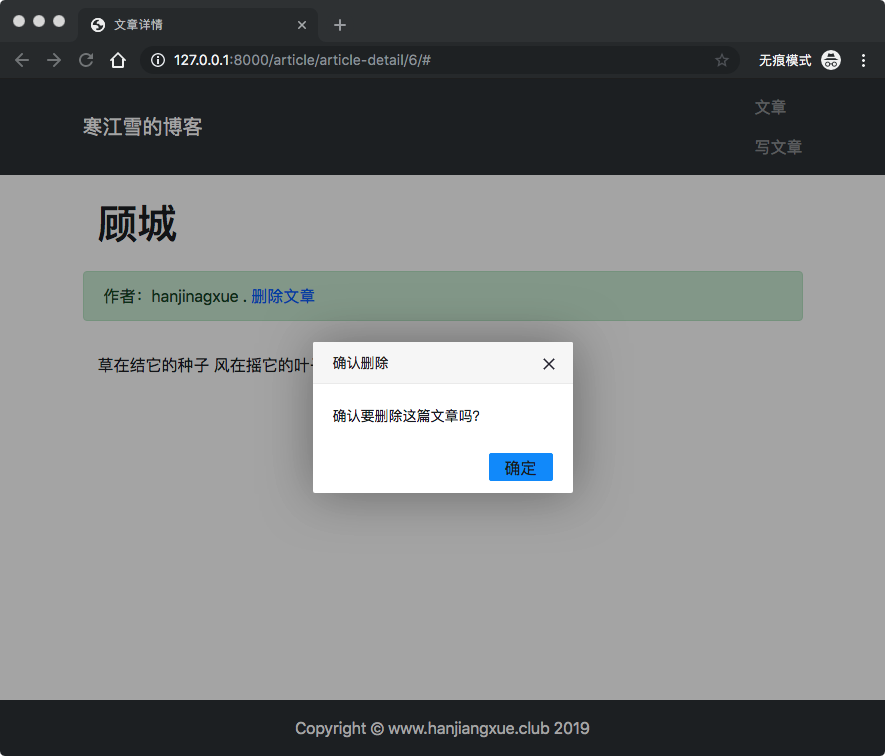 文章详情
127.0.0.1:8000/article/article-detail/6/#
无痕模式
寒江雪的博客
文章
写文章
顾城
作者：hanjinagxue . 删除文章
草在结它的种子 风在摇它的叶
确认删除
确认要删除这篇文章吗?
确定
Copyright © www.hanjiangxue.club 2019